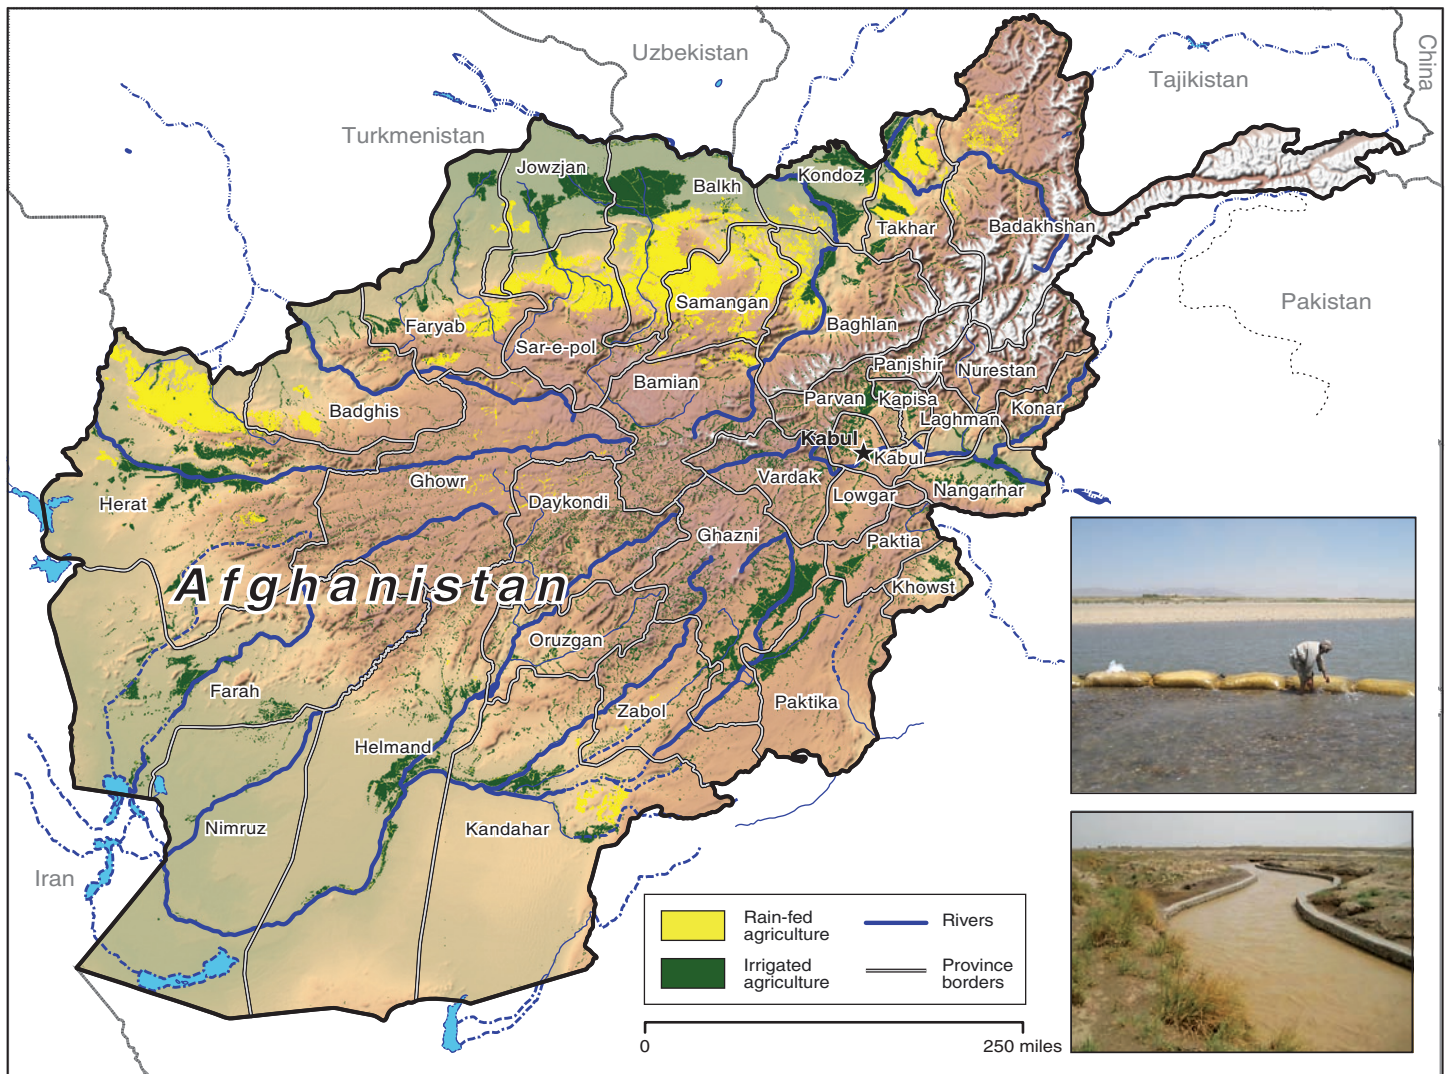 Uzbekistan
Tajikistan
China
Turkmenistan
Jowzjan
Balkh
Kondoz
Takhar
Badakhshan
Pakistan
Samangan
Faryab
Baghlan
Sar-e-pol
Panjshir
Nurestan
Bamian
Parvan
Kapisa
Badghis
Konar
Laghman
Kabul
Kabul
Ghowr
Vardak
Herat
Daykondi
Lowgar
Nangarhar
Ghazni
Paktia
Afghanistan
Khowst
Oruzgan
Farah
Zabol
Paktika
Helmand
Nimruz
Kandahar
Iran
Rain-fed
agriculture
Rivers
Irrigated
agriculture
Province
borders
0
250 miles